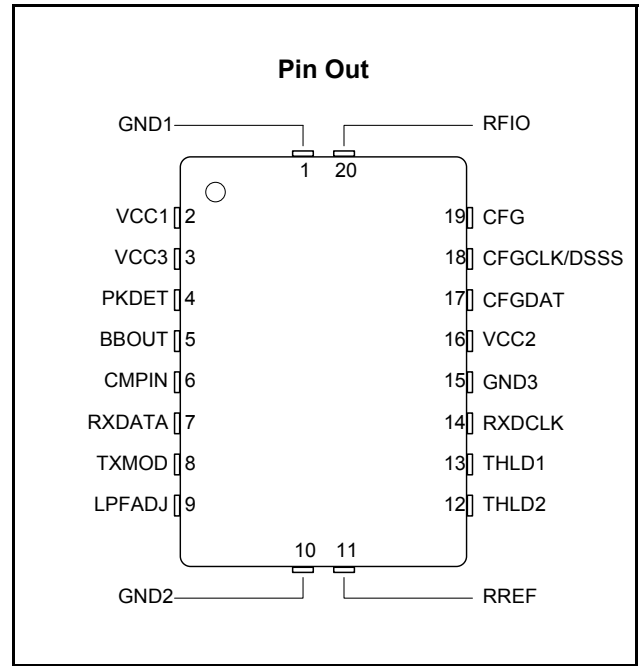 Pin Out
GND1 RFIO
1 20
VCC1 2 19 CFG
VCC3 3 18 CFGCLK/DSSS
PKDET 4 17 CFGDAT
BBOUT 5 16 VCC2
CMPIN 6 15 GND3
RXDATA 7 14 RXDCLK
TXMOD 8 13 THLD1
LPFADJ 9 12 THLD2
10 11
GND2 RREF